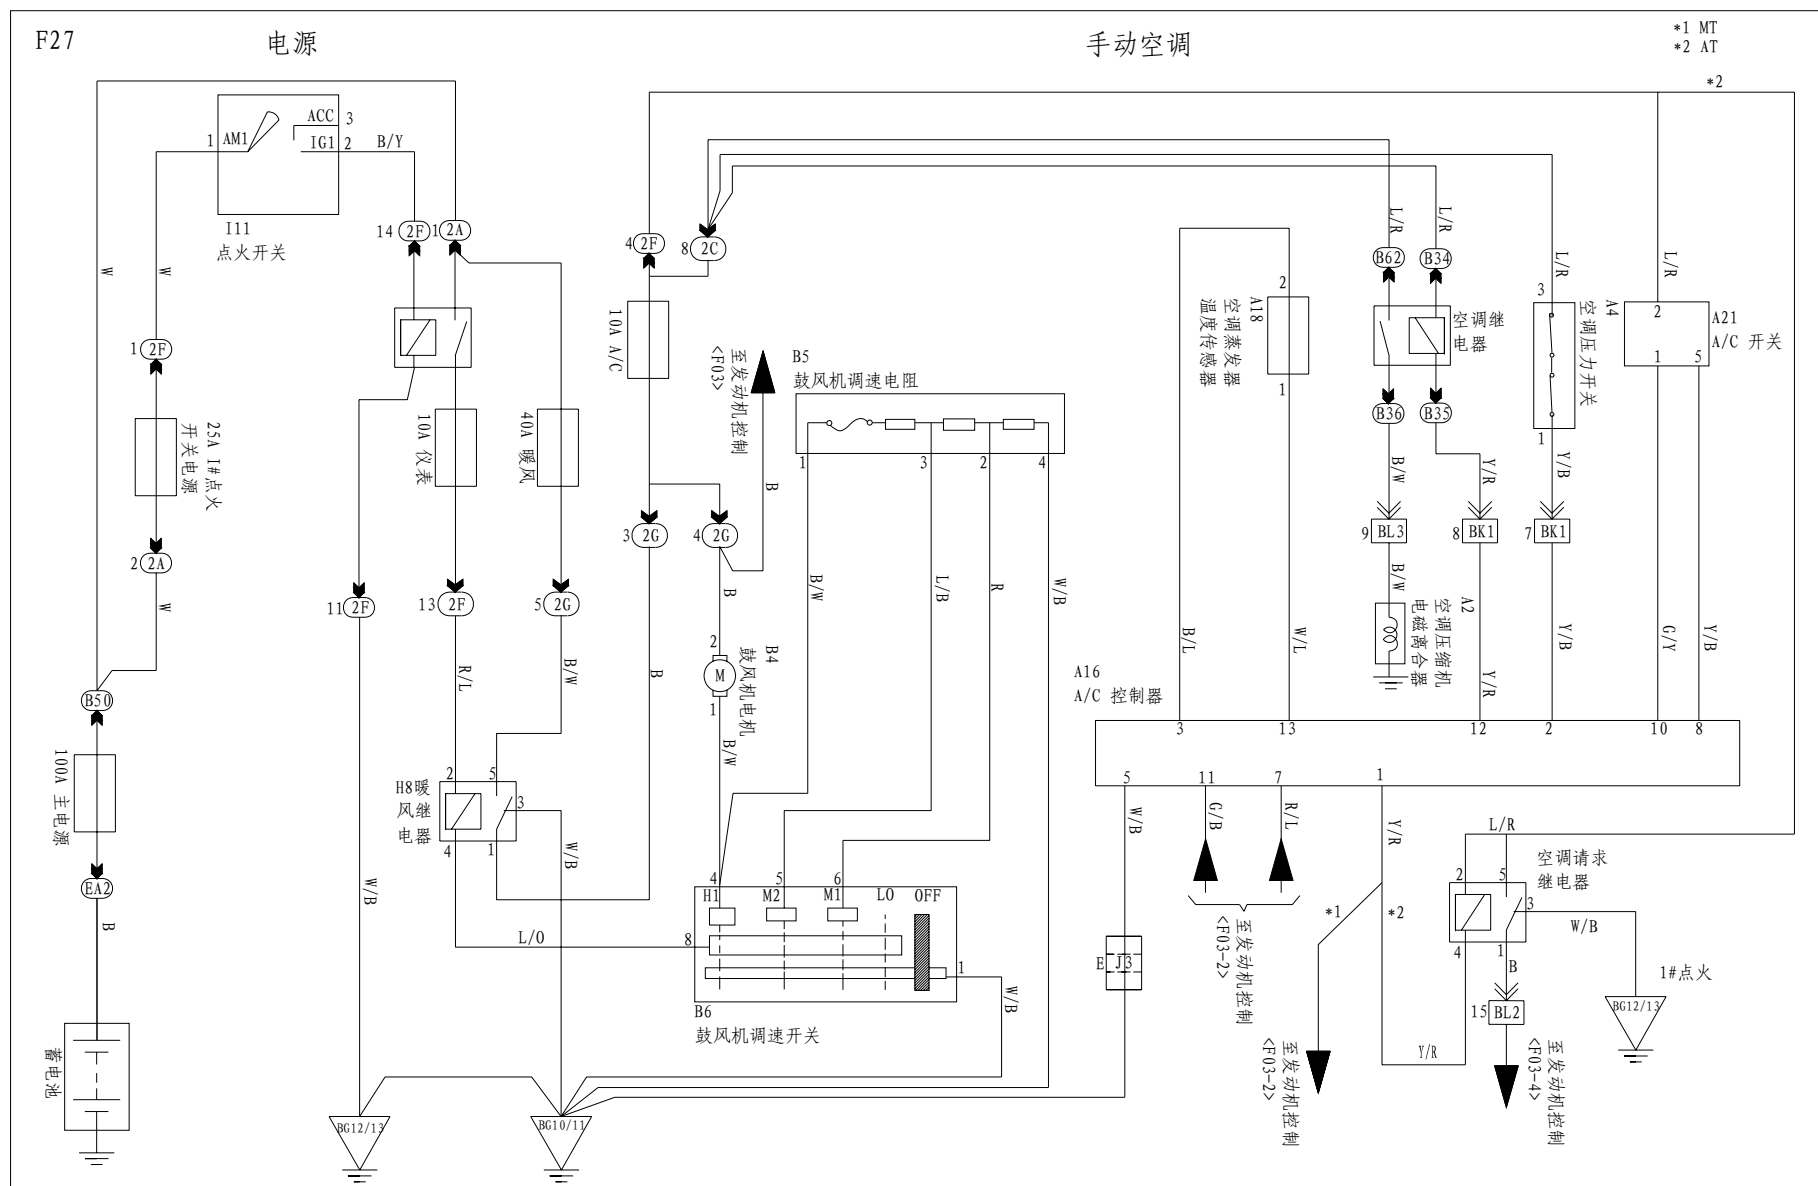 F27
电源
手动空调
*1 MT
*2 AT
*2
ACC
3
1
AM1
IG1
2
B/Y
I11
点火开关
14
2F
1
2A
4
2F
8
2C
W
W
L/R
L/R
B62
B34
L/R
L/R
1
2F
10A A/C
至发动机控制
<F03>
B5
鼓风机调速电阻
1
3
2
4
2
A18
空调蒸发器
温度传感器
1
空调继
电器
3
A4
空调压力开关
1
2
1
5
A21
A/C 开关
25A I#点火
开关电源
10A 仪表
40A 暖风
B36
B35
B/W
Y/R
Y/B
B
3
2G
4
2G
9
BL3
8
BK1
7
BK1
2
2A
W
11
2F
13
2F
5
2G
B
B/W
L/B
R
W/B
B/W
A2
空调压缩机
电磁离合器
B/L
W/L
Y/R
Y/B
G/Y
Y/B
R/L
B/W
B
2
M
1
B4
鼓风机电机
B/W
B50
100A 主电源
A16
A/C 控制器
3
13
12
2
10
8
5
11
7
1
H8暖
风继
电器
2
5
3
4
1
W/B
W/B
G/B
R/L
Y/R
L/R
空调请求
继电器
2
5
3
4
1
W/B
B
EA2
B
W/B
L/O
4
5
6
H1
M2
M1
LO
OFF
8
1
W/B
B6
鼓风机调速开关
E
J3
至发动机控制
<F03-2>
*1
*2
15
BL2
1#点火
BG12/13
Y/R
至发动机控制
<F03-2>
至发动机控制
<F03-4>
蓄电池
BG12/13
BG10/11